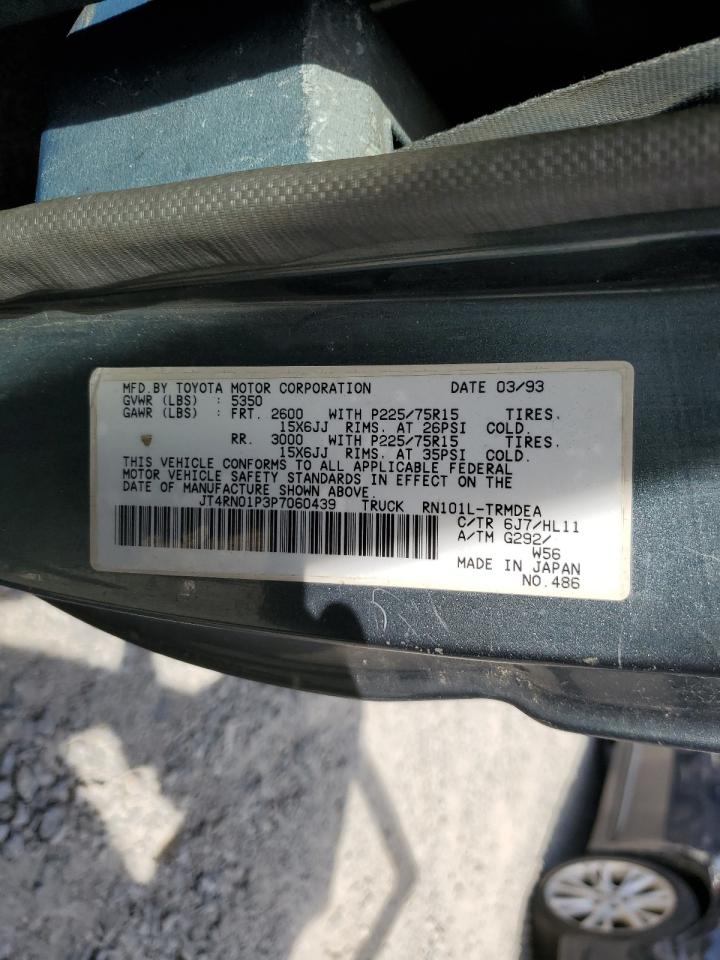 MFD.BY TOYOTA MOTOR CORPORATION DATE 03/93
GVWR (LBS) : 5350
GAWR (LBS) : FRT. 2600 WITH P225/75R15 TIRES.
15X6JJ RIMS. AT 26PSI COLD.
RR. 3000 WITH P225/75R15 TIRES.
15X6JJ RIMS. AT 35PSI COLD.
THIS VEHICLE CONFORMS TO ALL APPLICABLE FEDERAL
MOTOR VEHICLE SAFETY STANDARDS IN EFFECT ON THE
DATE OF MANUFACTURE SHOWN ABOVE.
JT4RN01P3P7060439 TRUCK RN101L-TRMDEA
C/TR 6J7/HL11
A/TM G292/
W56
MADE IN JAPAN
NO.486